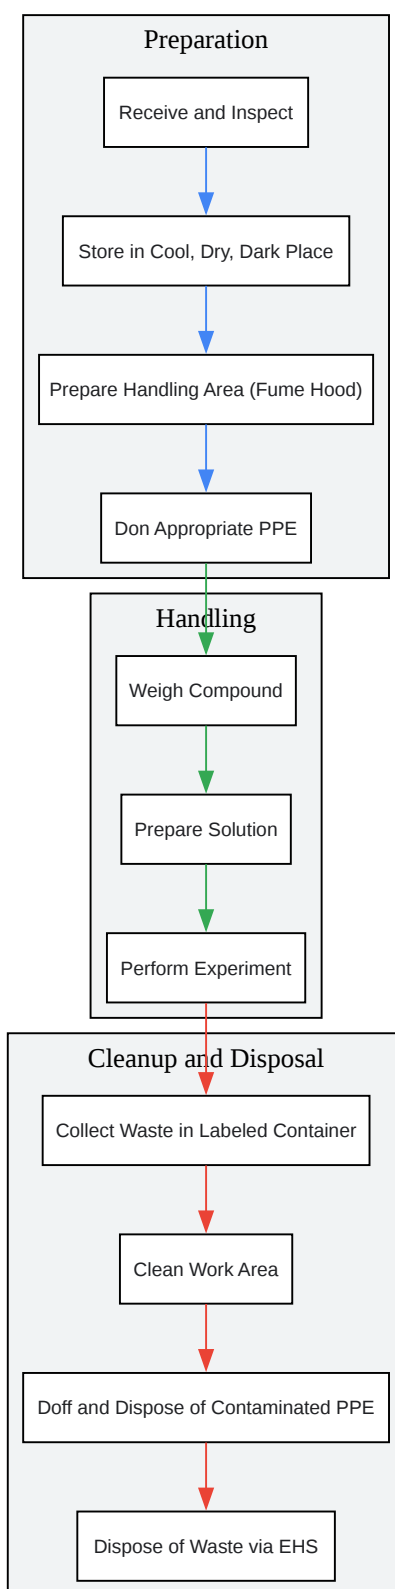 Preparation
Receive and Inspect
Store in Cool, Dry, Dark Place
Prepare Handling Area (Fume Hood)
Don Appropriate PPE
Handling
Weigh Compound
Prepare Solution
Perform Experiment
Cleanup and Disposal
Collect Waste in Labeled Container
Clean Work Area
Doff and Dispose of Contaminated PPE
Dispose of Waste via EHS